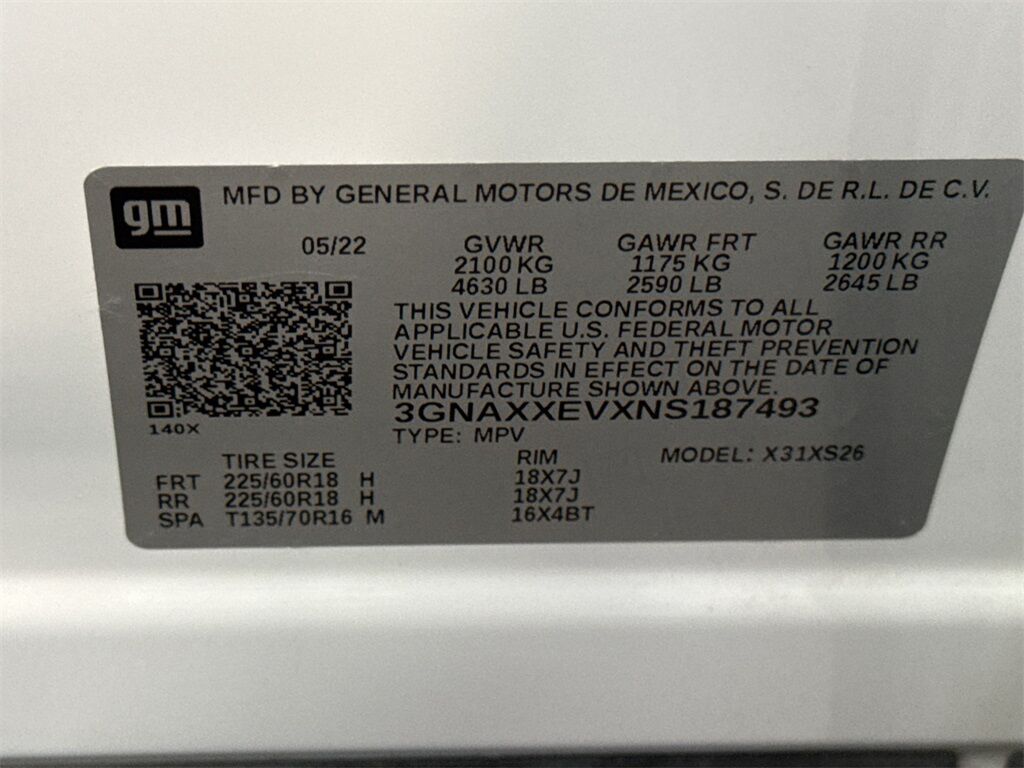 gm MFD BY GENERAL MOTORS DE MEXICO, S. DE R.L. DE C.V.
05/22 GVWR GAWR FRT GAWR RR
2100 KG 1175 KG 1200 KG
4630 LB 2590 LB 2645 LB
THIS VEHICLE CONFORMS TO ALL
APPLICABLE U.S. FEDERAL MOTOR
VEHICLE SAFETY AND THEFT PREVENTION
STANDARDS IN EFFECT ON THE DATE OF
MANUFACTURE SHOWN ABOVE.
3GNAXXEVXNS187493
140X
TYPE: MPV
TIRE SIZE RIM MODEL: X31XS26
FRT 225/60R18 H 18X7J
RR 225/60R18 H 18X7J
SPA T135/70R16 M 16X4BT